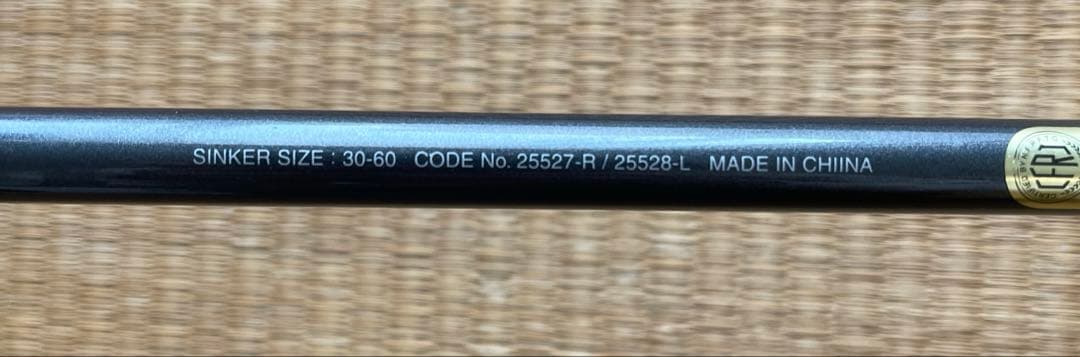 SINKER SIZE : 30-60 CODE No. 25527-R / 25528-L MADE IN CHIINA